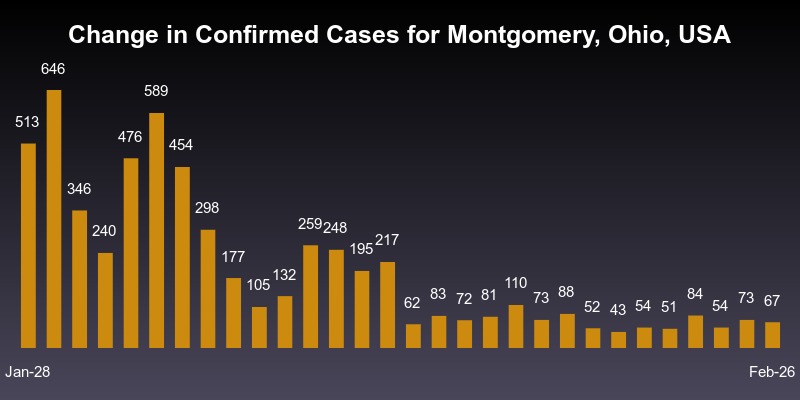 Change in Confirmed Cases for Montgomery, Ohio, USA
513 646 346 240 476 589 454 298 177 105 132 259 248 195 217 62 83 72 81 110 73 88 52 43 54 51 84 54 73 67
Jan-28 Feb-26